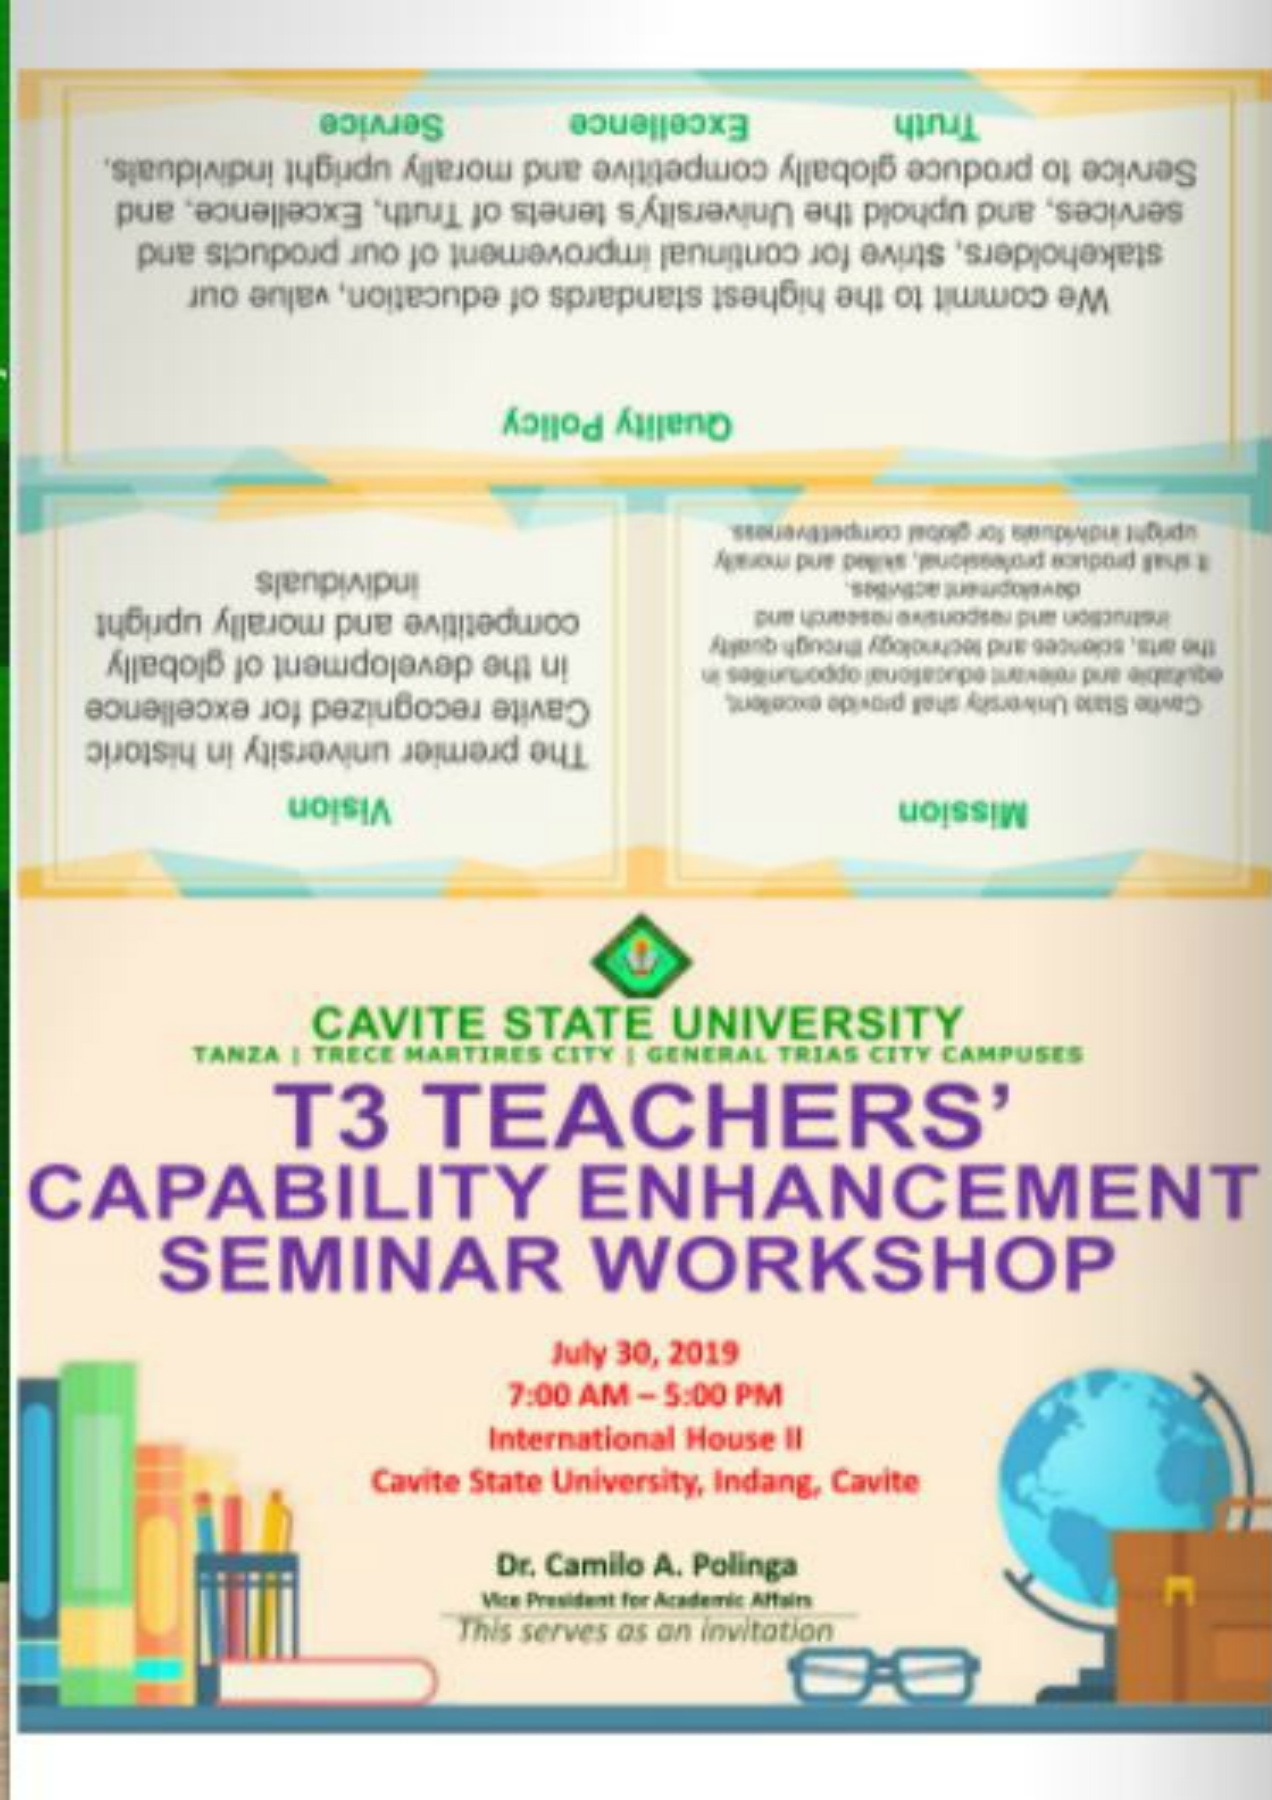 Quality Policy
We commit to the highest standards of education, value our
stakeholders, strive for continual improvement of our products and
services, and uphold the University's tenets of Truth, Excellence, and
Service to produce globally competitive and morally upright individuals.
Truth Excellence Service
Mission
Cavite State University shall provide excellent,
equitable and relevant educational opportunities in
the arts, sciences and technology through quality
instruction and responsive research and
development activities.
It shall produce professional, skilled and morally
upright individuals for global competitiveness.
Vision
The premier university in historic
Cavite recognized for excellence
in the development of globally
competitive and morally upright
individuals
CAVITE STATE UNIVERSITY
TANZA | TRECE MARTIRES CITY | GENERAL TRIAS CITY CAMPUSES
T3 TEACHERS’
CAPABILITY ENHANCEMENT
SEMINAR WORKSHOP
July 30, 2019
7:00 AM – 5:00 PM
International House II
Cavite State University, Indang, Cavite
Dr. Camilo A. Polinga
Vice President for Academic Affairs
This serves as an invitation